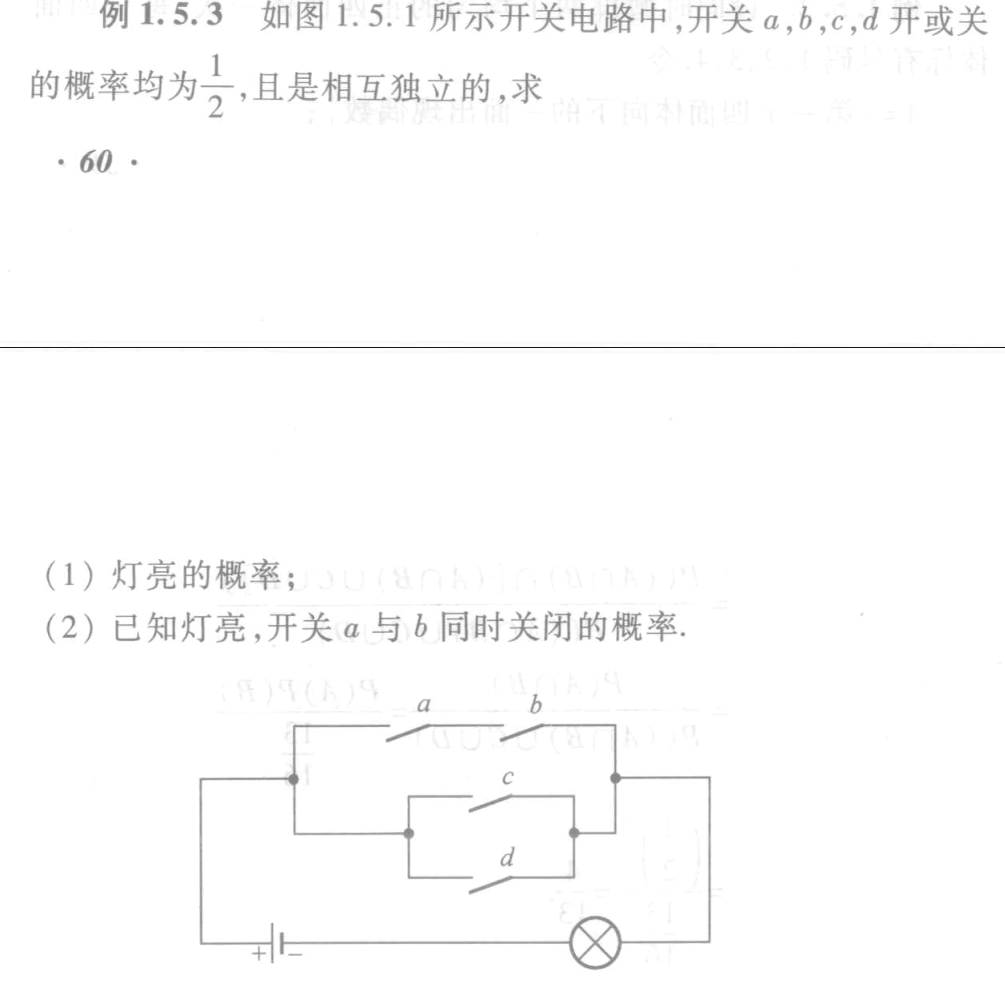 例 1.5.3 如图 1.5.1 所示开关电路中,开关 a,b,c,d 开或关
的概率均为\frac{1}{2},且是相互独立的,求
· 60 ·
(1) 灯亮的概率;
(2) 已知灯亮,开关 a 与 b 同时关闭的概率.
a
b
c
d
+
−